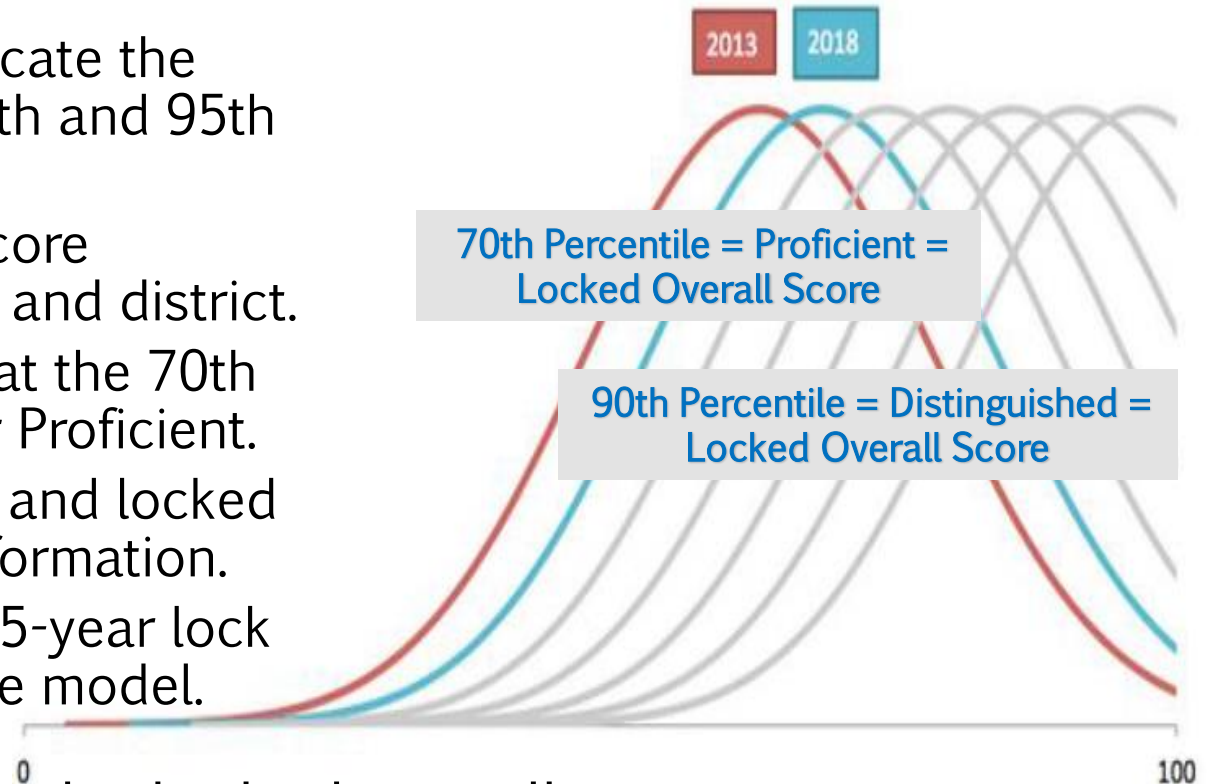 cate the
th and 95th
core
and district.
at the 70th
Proficient.
and locked
formation.
5-year lock
e model.
2013
2018
70th Percentile = Proficient =
Locked Overall Score
90th Percentile = Distinguished =
Locked Overall Score
0
100